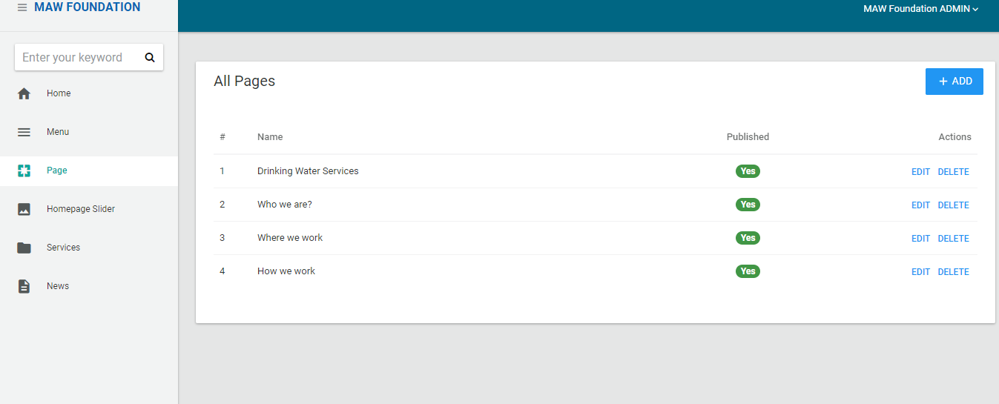 MAW FOUNDATION
MAW Foundation ADMIN
Enter your keyword
Home
Menu
Page
Homepage Slider
Services
News
All Pages
+ ADD
# Name Published Actions
1 Drinking Water Services Yes EDIT DELETE
2 Who we are? Yes EDIT DELETE
3 Where we work Yes EDIT DELETE
4 How we work Yes EDIT DELETE